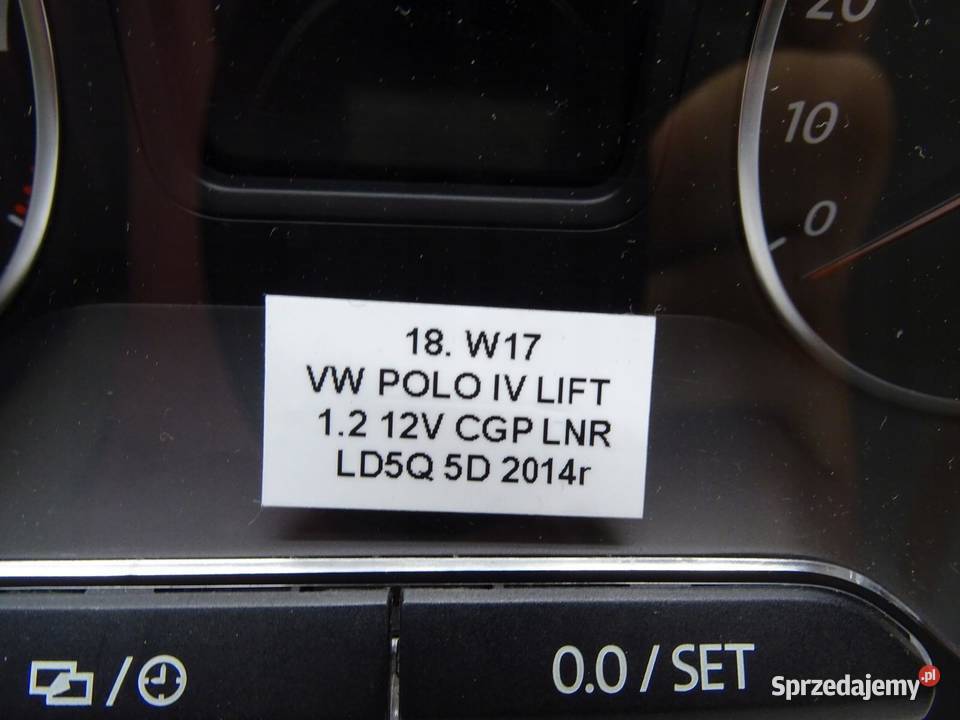 20
10
0
18. W17
VW POLO IV LIFT
1.2 12V CGP LNR
LD5Q 5D 2014r
/
0.0 / SET
Sprzedajemy.pl